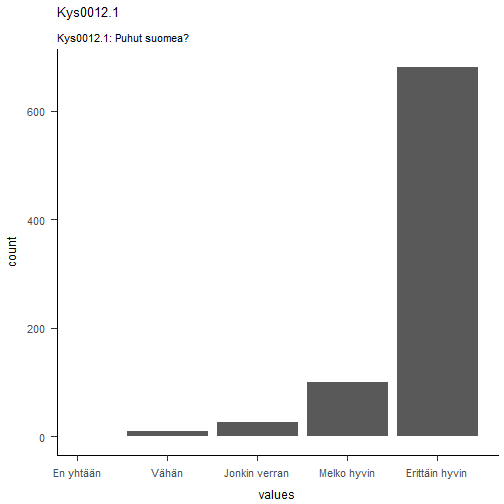 Kys0012.1
Kys0012.1: Puhut suomea?
600
400
200
0
count
En yhtään
Vähän
Jonkin verran
Melko hyvin
Erittäin hyvin
values